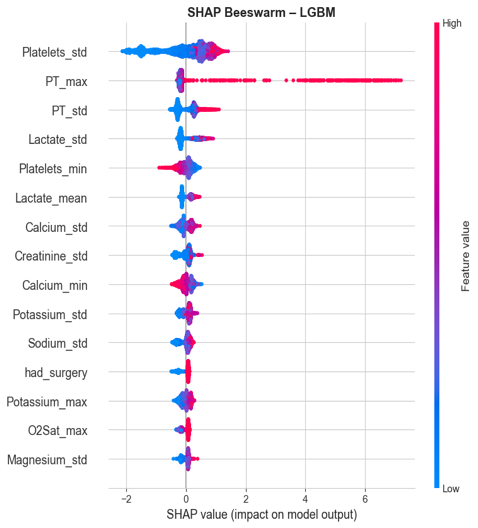 SHAP Beeswarm – LGBM
High
Platelets_std
PT_max
PT_std
Lactate_std
Platelets_min
Lactate_mean
Calcium_std
Creatinine_std
Calcium_min
Potassium_std
Sodium_std
had_surgery
Potassium_max
O2Sat_max
Magnesium_std
Feature value
Low
−2 0 2 4 6
SHAP value (impact on model output)